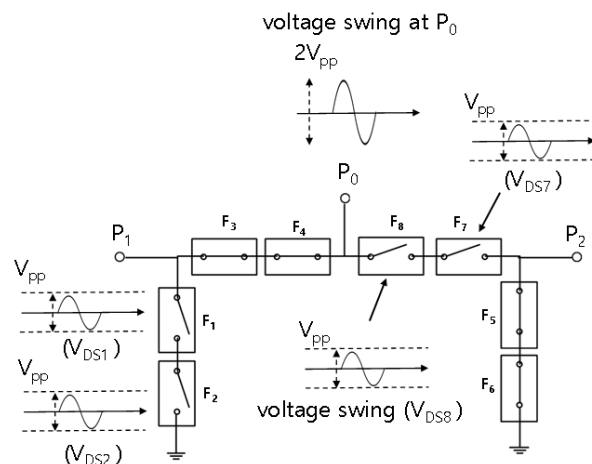 voltage swing at P0
2Vpp
Vpp
(VDS7)
P0
P1
F3
F4
F8
F7
P2
Vpp
F1
(VDS1)
F5
Vpp
F2
(VDS2)
Vpp
voltage swing (VDS8)
F6